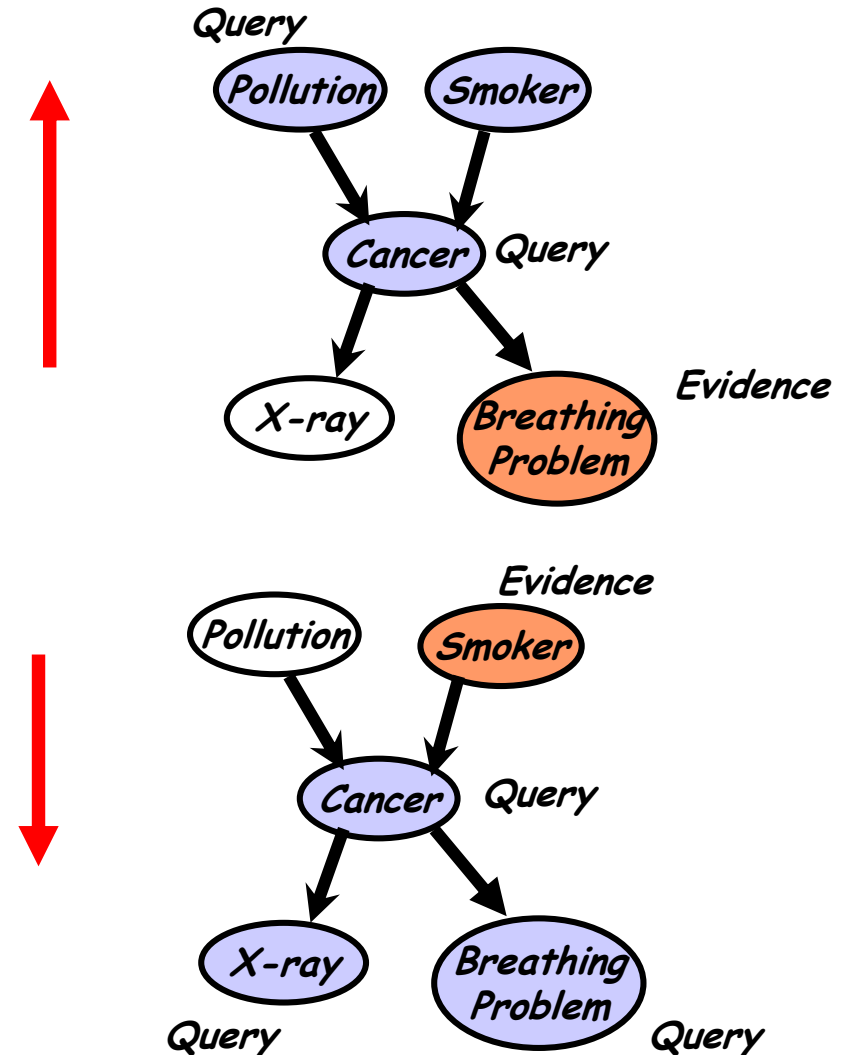 Query
Pollution
Smoker
Cancer
Query
X-ray
Breathing
Problem
Evidence
Evidence
Pollution
Smoker
Cancer
Query
X-ray
Breathing
Problem
Query
Query